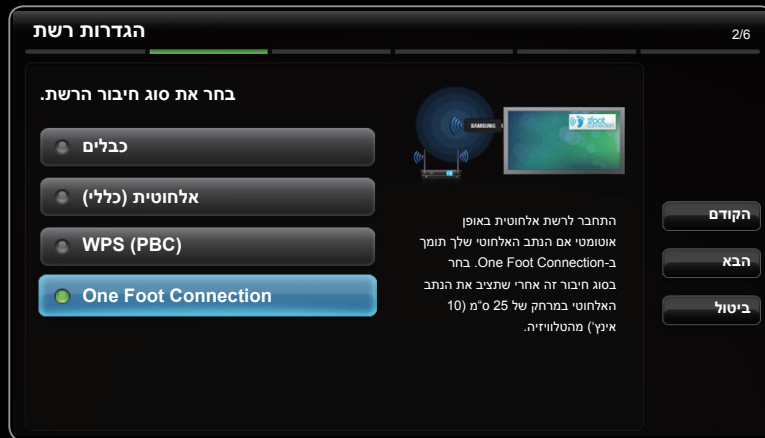 הגדרות רשת
2/6
בחר את סוג חיבור הרשת.
כבלים
אלחוטית (כללי)
WPS (PBC)
One Foot Connection
SAMSUNG
1foot
connection
התחבר לרשת אלחוטית באופן
אוטומטי אם הנתב האלחוטי שלך תומך
ב-One Foot Connection. בחר
בסוג חיבור זה אחרי שתציב את הנתב
האלחוטי במרחק של 25 ס"מ (10
אינץ') מהטלוויזיה.
הקודם
הבא
ביטול